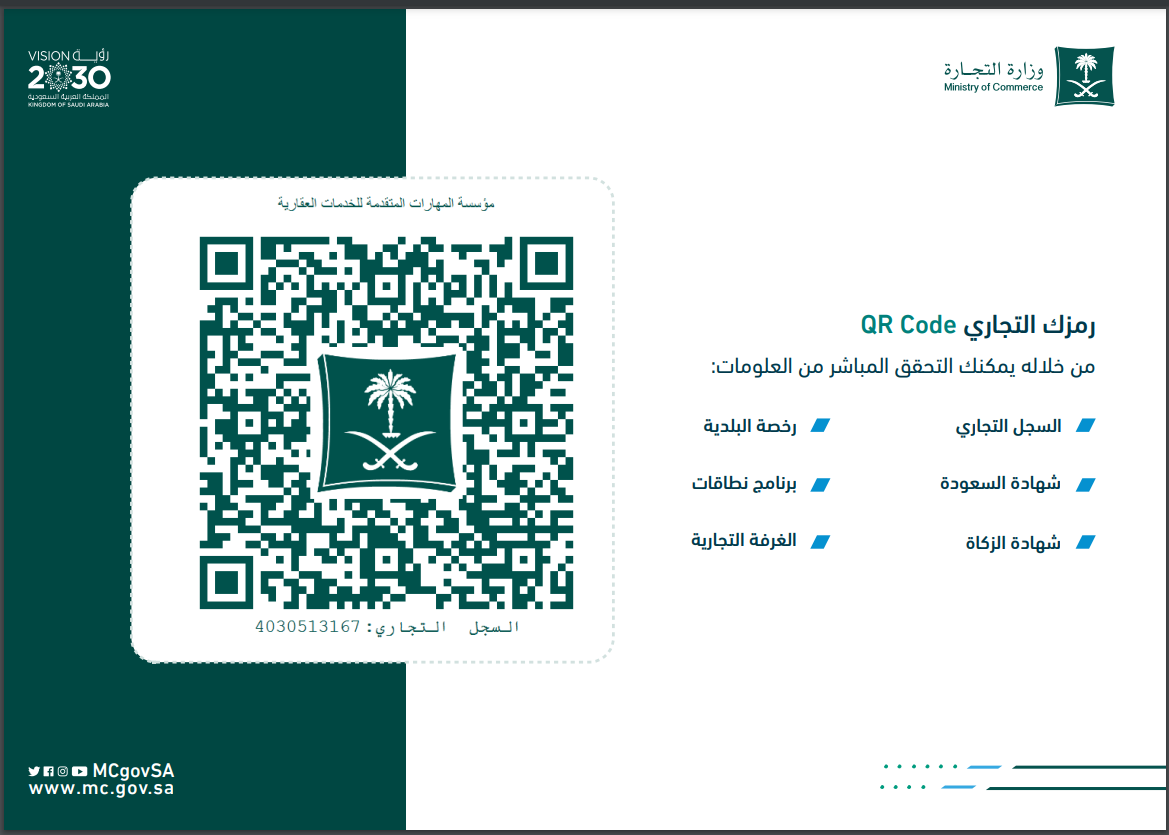 رؤيـــة VISION
2030
المملكة العربية السعودية
KINGDOM OF SAUDI ARABIA
وزارة التجـارة
Ministry of Commerce
مؤسسة المهارات المتقدمة للخدمات العقارية
السجل التجاري: 4030513167
رمزك التجاري QR Code
من خلاله يمكنك التحقق المباشر من العلومات:
السجل التجاري
رخصة البلدية
شهادة السعودة
برنامج نطاقات
شهادة الزكاة
الغرفة التجارية
MCgovSA
www.mc.gov.sa